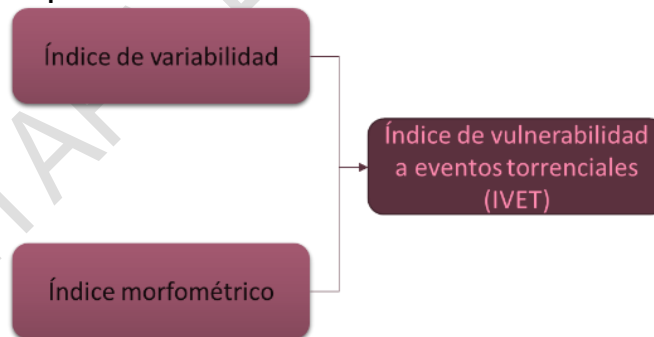 Índice de variabilidad
Índice de vulnerabilidad
a eventos torrenciales
(IVET)
Índice morfométrico